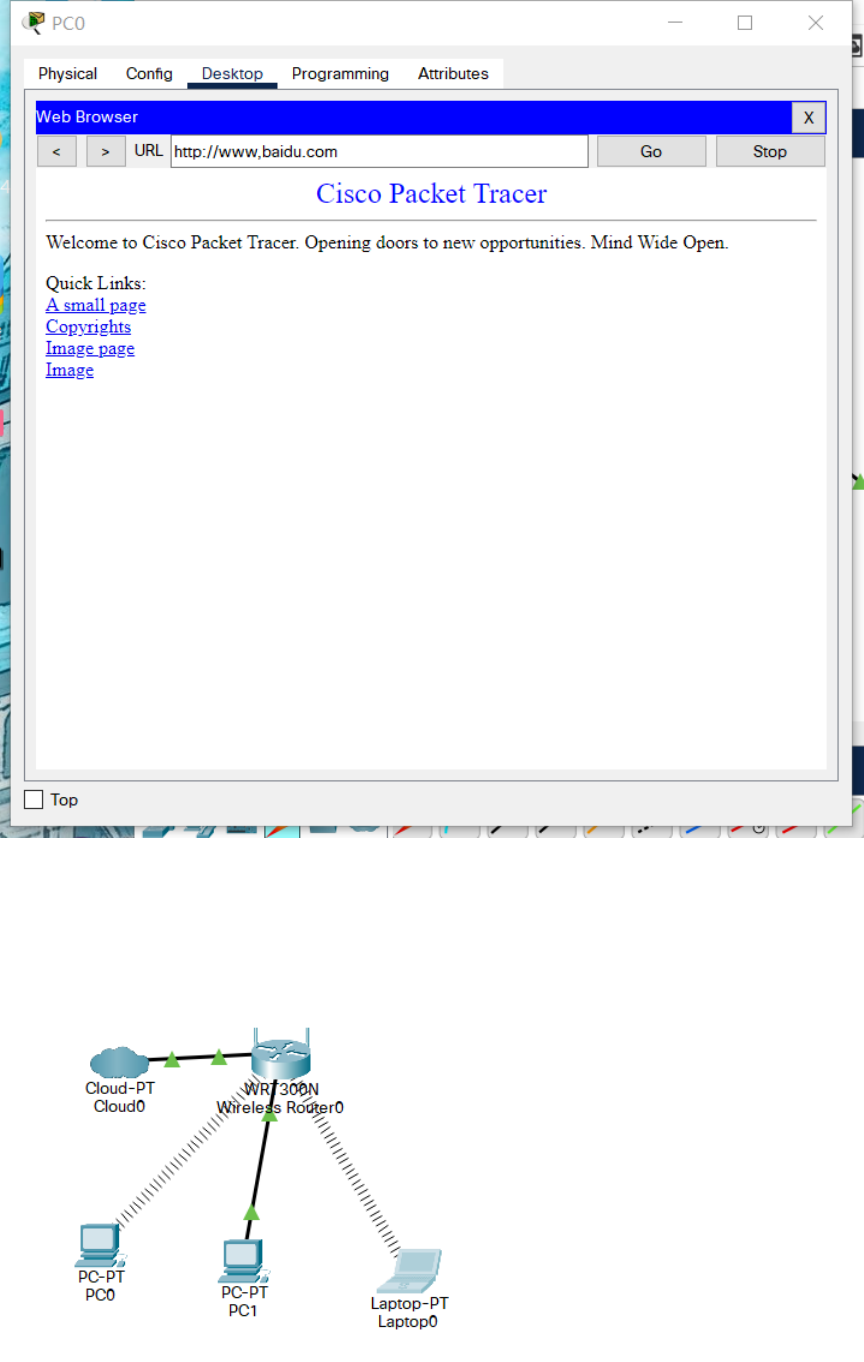 PC0
Physical Config Desktop Programming Attributes
Web Browser X
< > URL http://www,baidu.com Go Stop
Cisco Packet Tracer
Welcome to Cisco Packet Tracer. Opening doors to new opportunities. Mind Wide Open.
Quick Links:
A small page
Copyrights
Image page
Image
Top
Cloud-PT
Cloud0
WRT300N
Wireless Router0
PC-PT
PC0
PC-PT
PC1
Laptop-PT
Laptop0